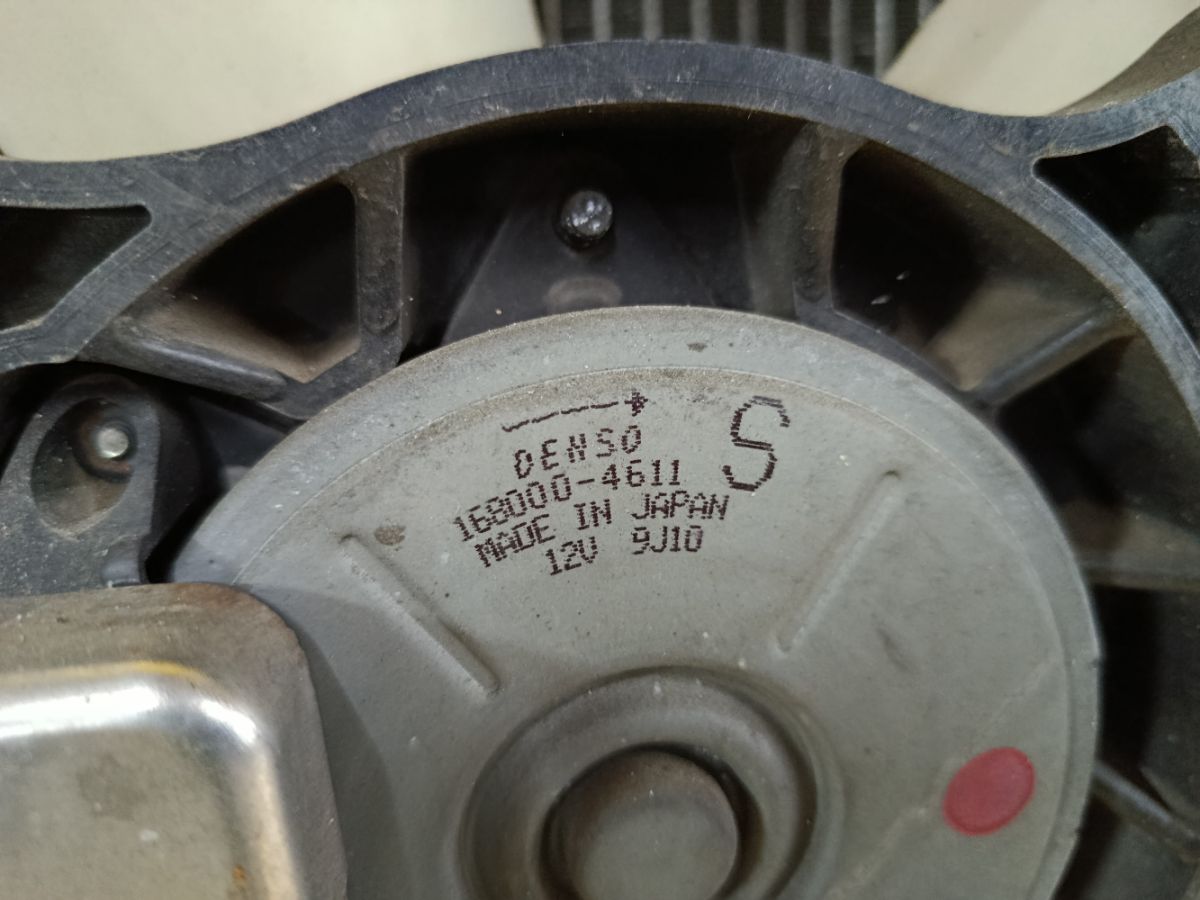 DENSO
S
168000-4611
MADE IN JAPAN
12V 9J10